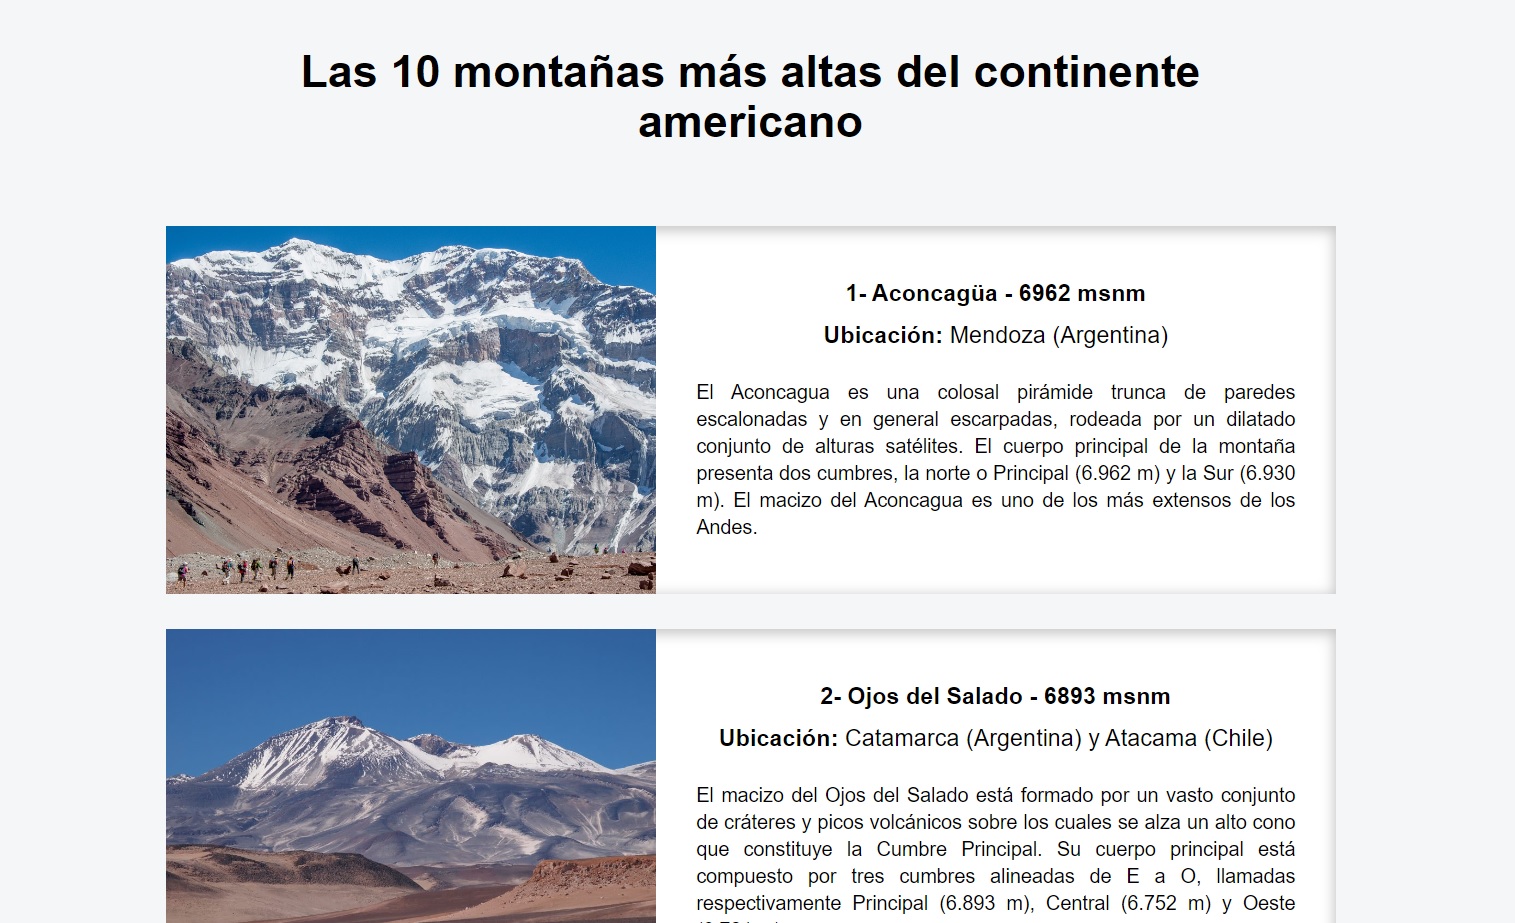 Las 10 montañas más altas del continente
americano
1- Aconcagüa - 6962 msnm
Ubicación: Mendoza (Argentina)
El Aconcagua es una colosal pirámide trunca de paredes
escalonadas y en general escarpadas, rodeada por un dilatado
conjunto de alturas satélites. El cuerpo principal de la montaña
presenta dos cumbres, la norte o Principal (6.962 m) y la Sur (6.930
m). El macizo del Aconcagua es uno de los más extensos de los
Andes.
2- Ojos del Salado - 6893 msnm
Ubicación: Catamarca (Argentina) y Atacama (Chile)
El macizo del Ojos del Salado está formado por un vasto conjunto
de cráteres y picos volcánicos sobre los cuales se alza un alto cono
que constituye la Cumbre Principal. Su cuerpo principal está
compuesto por tres cumbres alineadas de E a O, llamadas
respectivamente Principal (6.893 m), Central (6.752 m) y Oeste